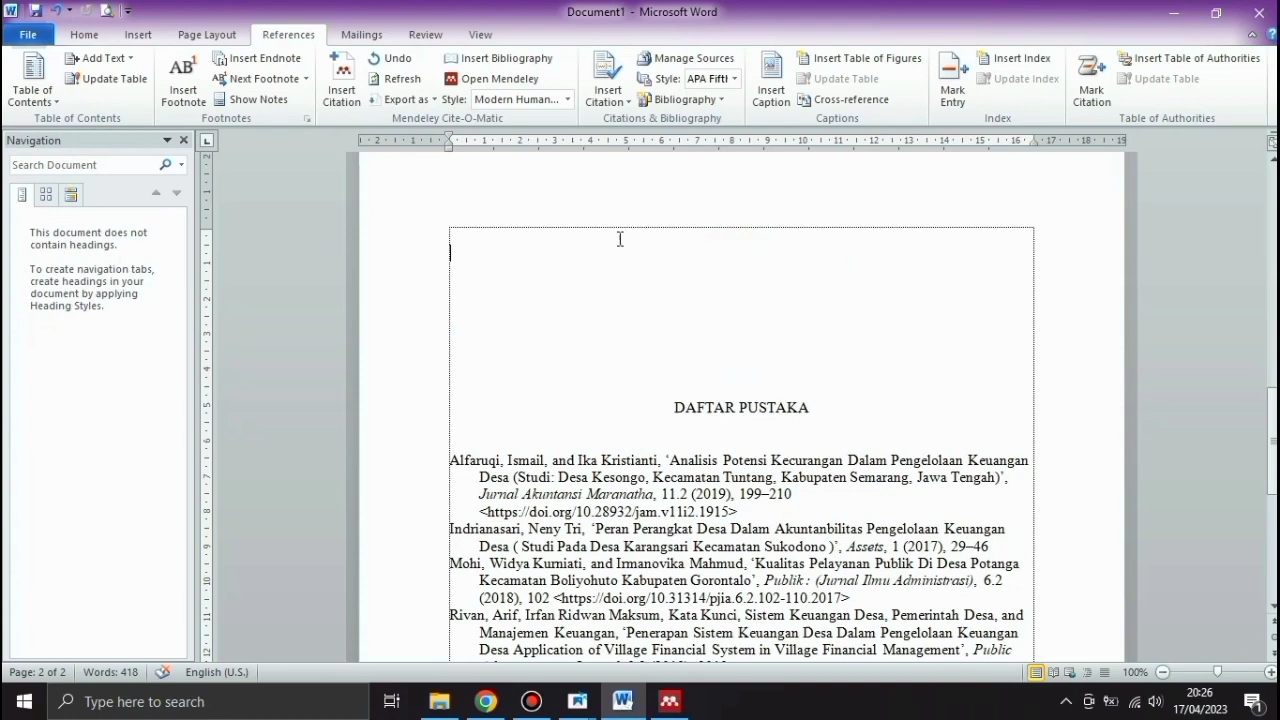 Document1 - Microsoft Word
File Home Insert Page Layout References Mailings Review View
Table of Contents
Add Text
Update Table
Table of Contents
AB1
Insert Footnote
Insert Endnote
Next Footnote
Show Notes
Footnotes
Insert Citation
Undo
Refresh
Export as
Insert Bibliography
Open Mendeley
Style: Modern Human...
Mendeley Cite-O-Matic
Insert Citation
Manage Sources
Style: APA Fifth
Bibliography
Citations & Bibliography
Insert Caption
Insert Table of Figures
Update Table
Cross-reference
Captions
Mark Entry
Insert Index
Update Index
Index
Mark Citation
Insert Table of Authorities
Update Table
Table of Authorities
Navigation
Search Document
This document does not
contain headings.
To create navigation tabs,
create headings in your
document by applying
Heading Styles.
DAFTAR PUSTAKA
Alfaruqi, Ismail, and Ika Kristianti, ‘Analisis Potensi Kecurangan Dalam Pengelolaan Keuangan
Desa (Studi: Desa Kesongo, Kecamatan Tuntang, Kabupaten Semarang, Jawa Tengah)’,
Jurnal Akuntansi Maranatha, 11.2 (2019), 199–210
<https://doi.org/10.28932/jam.v11i2.1915>
Indrianasari, Neny Tri, ‘Peran Perangkat Desa Dalam Akuntanbilitas Pengelolaan Keuangan
Desa ( Studi Pada Desa Karangsari Kecamatan Sukodono )’, Assets, 1 (2017), 29–46
Mohi, Widya Kurniati, and Irmanovika Mahmud, ‘Kualitas Pelayanan Publik Di Desa Potanga
Kecamatan Boliyohuto Kabupaten Gorontalo’, Publik : (Jurnal Ilmu Administrasi), 6.2
(2018), 102 <https://doi.org/10.31314/pjia.6.2.102-110.2017>
Rivan, Arif, Irfan Ridwan Maksum, Kata Kunci, Sistem Keuangan Desa, Pemerintah Desa, and
Manajemen Keuangan, ‘Penerapan Sistem Keuangan Desa Dalam Pengelolaan Keuangan
Desa Application of Village Financial System in Village Financial Management’, Public
Page: 2 of 2 Words: 418 English (U.S.) 100%
Type here to search
20:26
17/04/2023